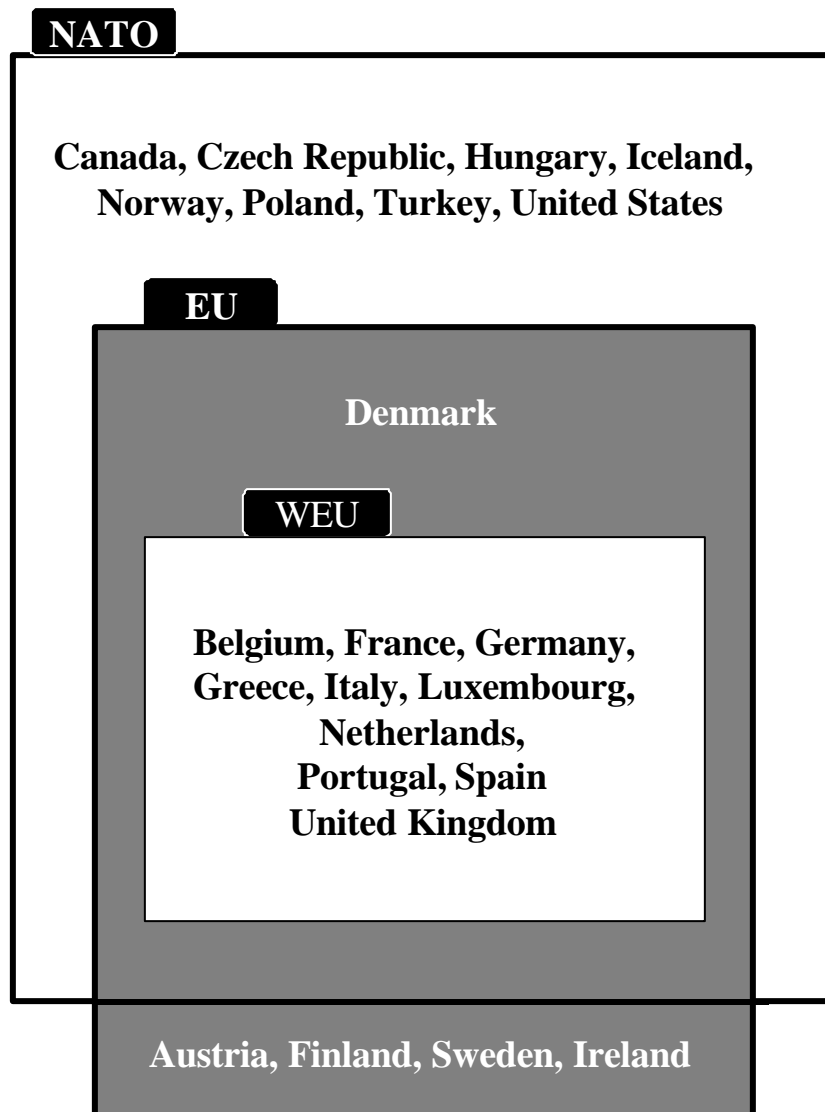 NATO
Canada, Czech Republic, Hungary, Iceland,
Norway, Poland, Turkey, United States
EU
Denmark
WEU
Belgium, France, Germany,
Greece, Italy, Luxembourg,
Netherlands,
Portugal, Spain
United Kingdom
Austria, Finland, Sweden, Ireland